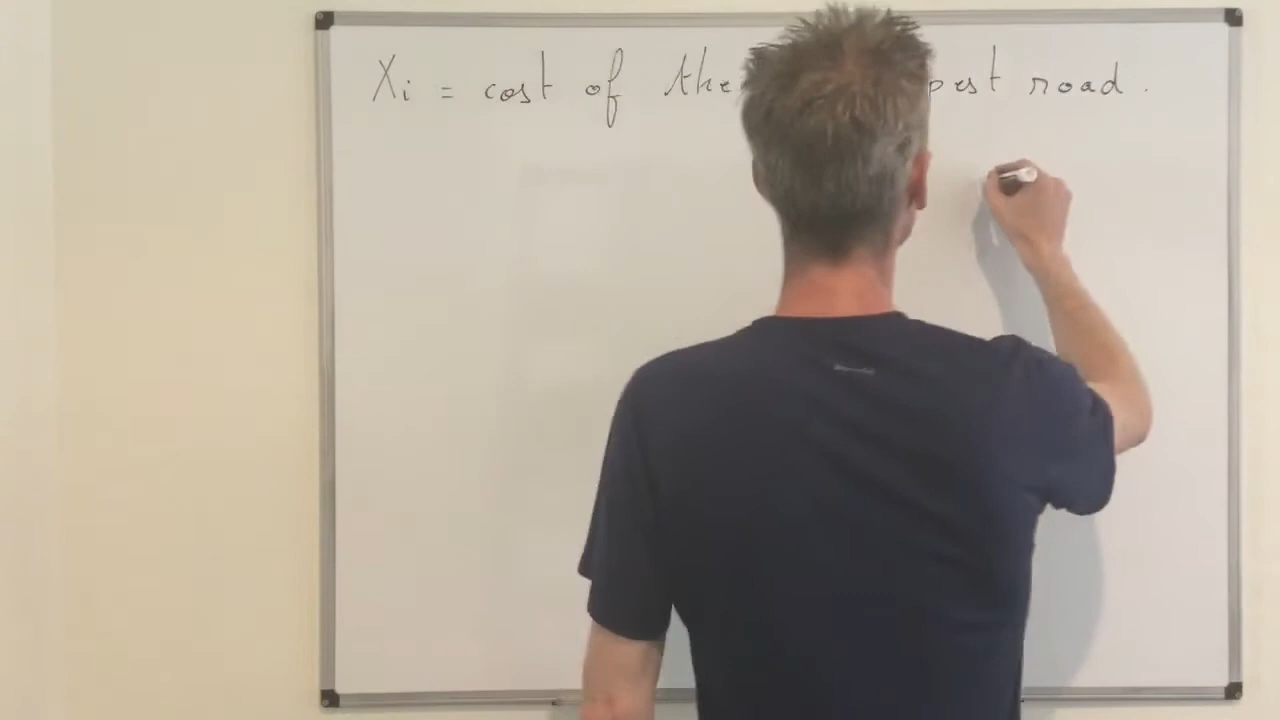 Xi = cost of the pest road.